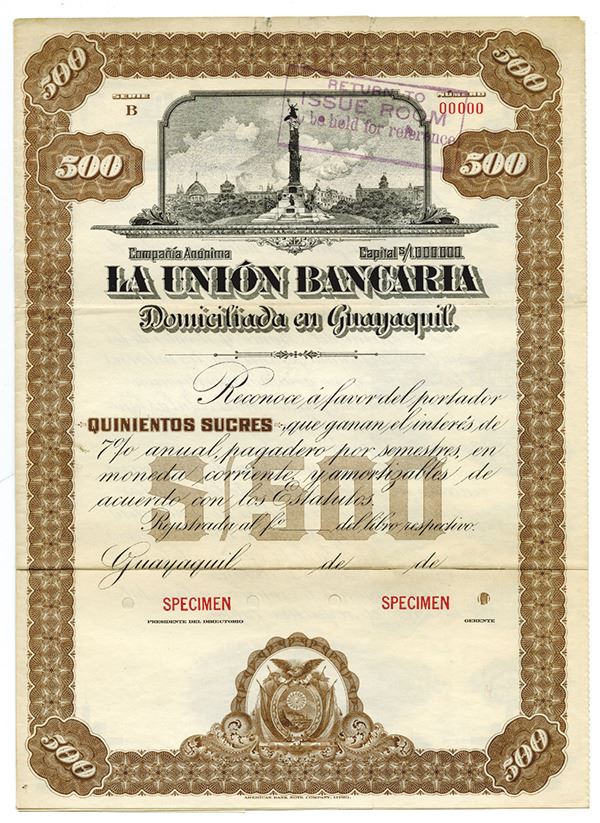 500 500
SERIE
B
NUMERO
00000
RETURN TO
ISSUE ROOM
y be held for reference
500 500
Compañia Anónima Capital S/1.000.000.
LA UNIÓN BANCARIA
Domiciliada en Guayaquil.
Reconoce á favor del portador
QUINIENTOS SUCRES, que ganan el interés de
7% anual, pagadero por semestres, en
moneda corriente y amortizables de
acuerdo con los Estatutos.
S/500
Registrada al fo. del libro respectivo.
Guayaquil, de de
SPECIMEN SPECIMEN
PRESIDENTE DEL DIRECTORIO GERENTE
500 500
AMERICAN BANK NOTE COMPANY, LITHO.